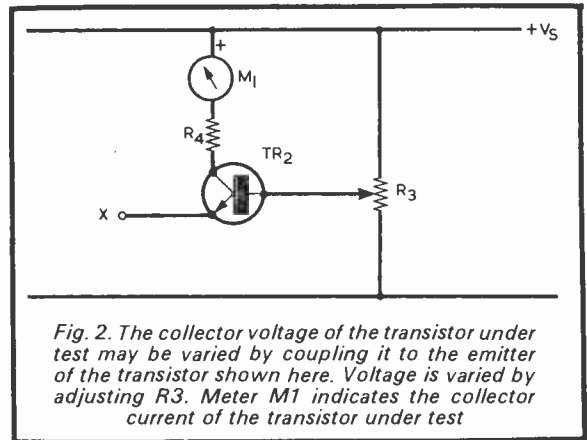 +VS
+
M1
R4
TR2
X
R3
Fig. 2. The collector voltage of the transistor under
test may be varied by coupling it to the emitter
of the transistor shown here. Voltage is varied by
adjusting R3. Meter M1 indicates the collector
current of the transistor under test